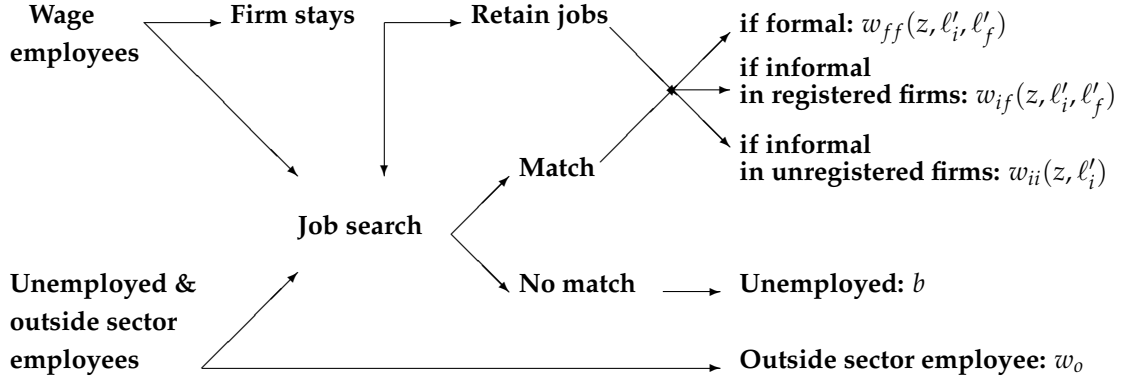 Wage
employees
Firm stays
Retain jobs
if formal: w_{ff}(z, ℓ'_i, ℓ'_f)
if informal
in registered firms: w_{if}(z, ℓ'_i, ℓ'_f)
if informal
in unregistered firms: w_{ii}(z, ℓ'_i)
Match
Job search
No match
Unemployed: b
Unemployed &
outside sector
employees
Outside sector employee: w_o